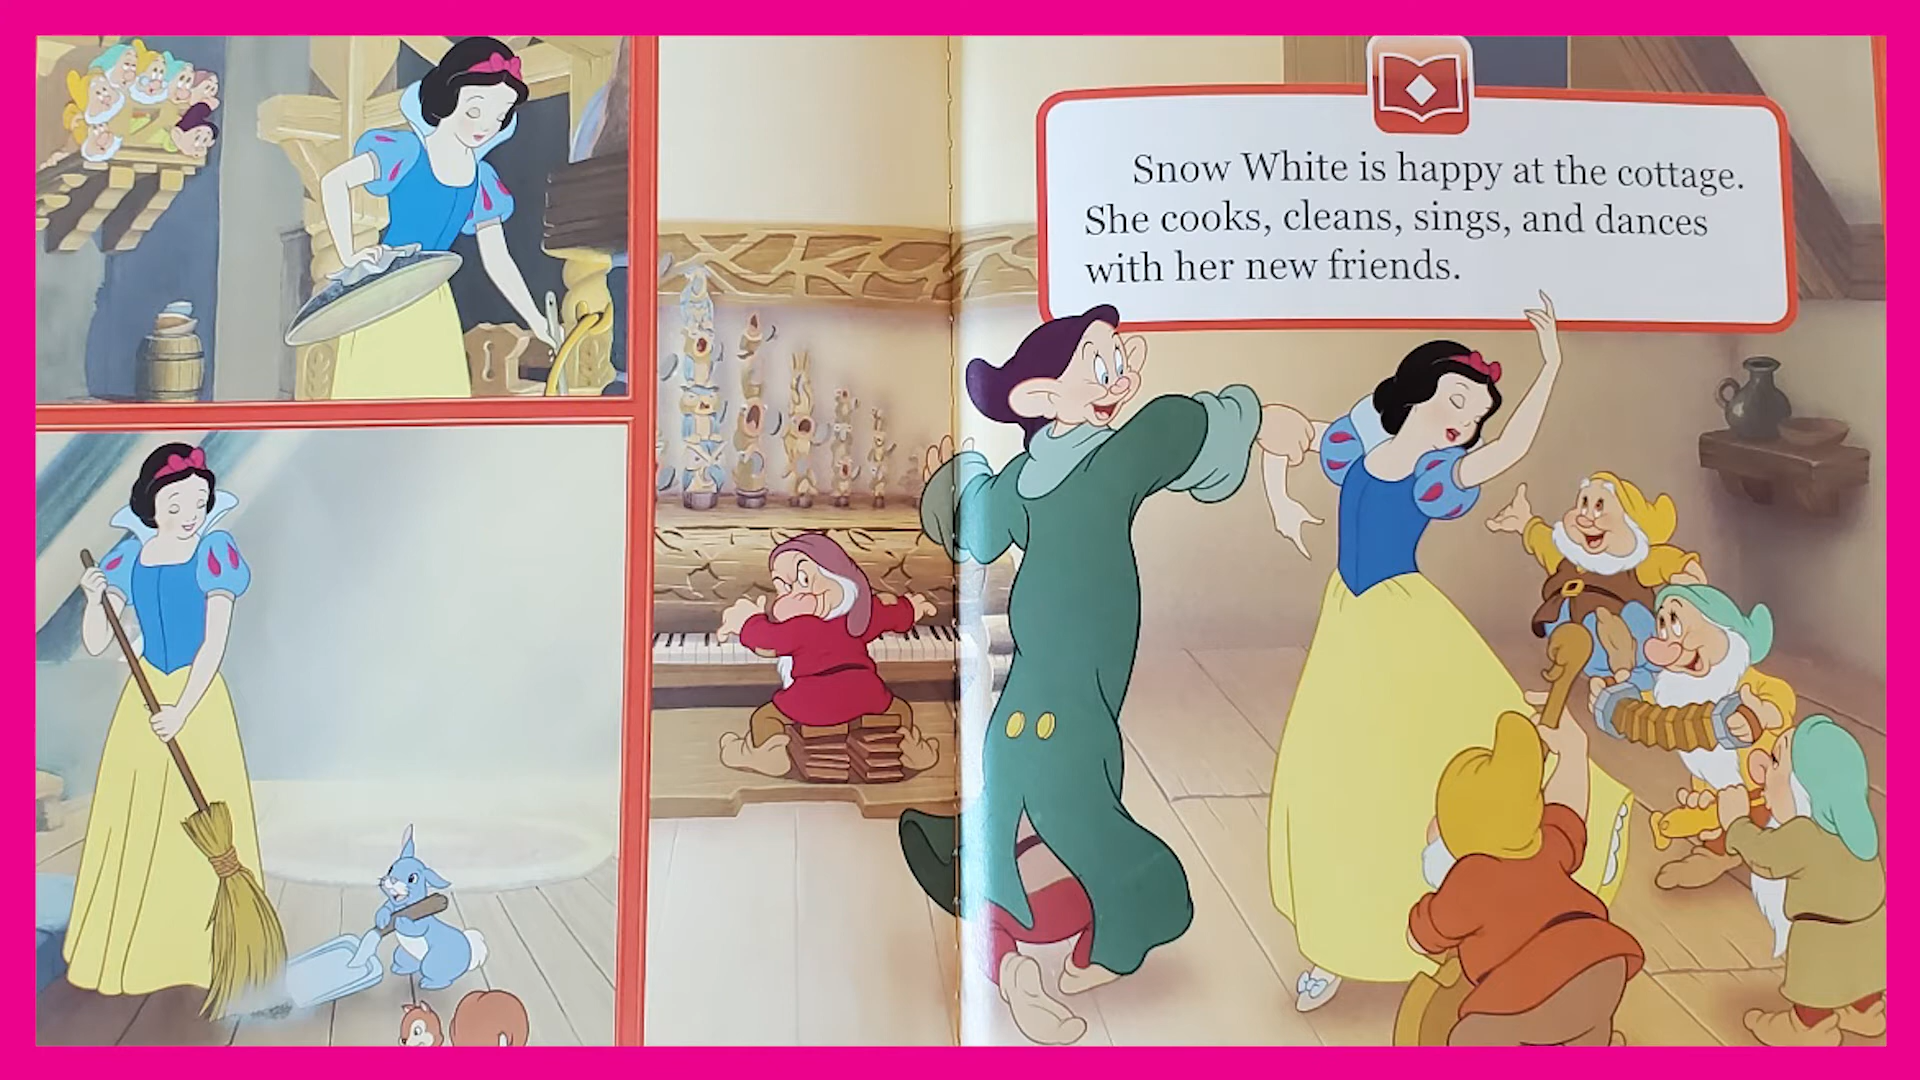 Snow White is happy at the cottage.
She cooks, cleans, sings, and dances
with her new friends.